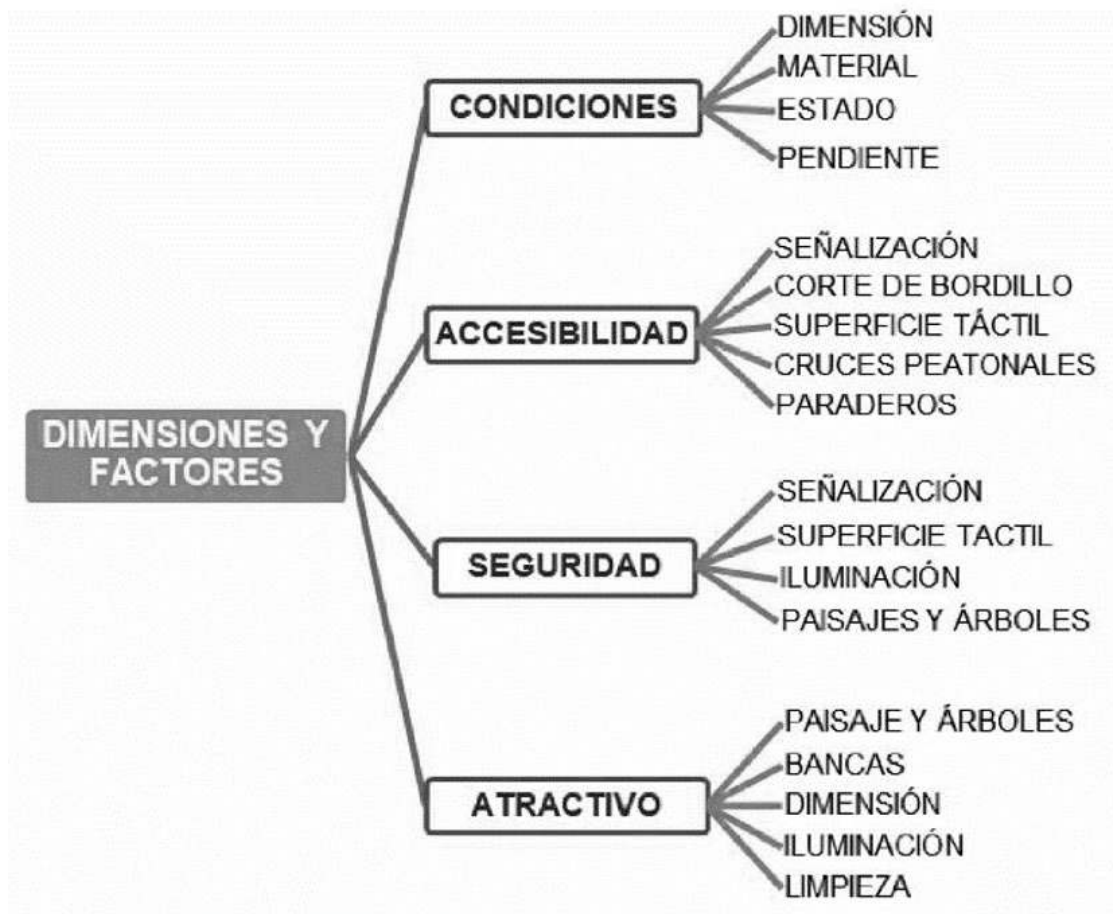 DIMENSIONES Y
FACTORES
CONDICIONES
DIMENSIÓN
MATERIAL
ESTADO
PENDIENTE
ACCESIBILIDAD
SEÑALIZACIÓN
CORTE DE BORDILLO
SUPERFICIE TÁCTIL
CRUCES PEATONALES
PARADEROS
SEGURIDAD
SEÑALIZACIÓN
SUPERFICIE TACTIL
ILUMINACIÓN
PAISAJES Y ÁRBOLES
ATRACTIVO
PAISAJE Y ÁRBOLES
BANCAS
DIMENSIÓN
ILUMINACIÓN
LIMPIEZA